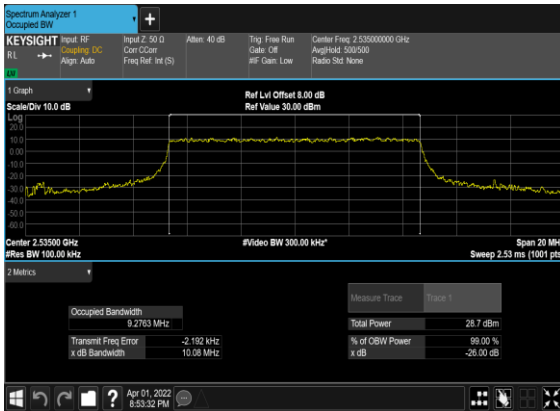 Spectrum Analyzer 1
Occupied BW
KEYSIGHT
RL
Input: RF
Coupling: DC
Align: Auto
Input Z: 50 Ω
Corr CCorr
Freq Ref: Int (S)
Atten: 40 dB
Trig: Free Run
Gate: Off
#IF Gain: Low
Center Freq: 2.535000000 GHz
Avg|Hold: 500/500
Radio Std: None
1 Graph
Scale/Div 10.0 dB
Ref Lvl Offset 8.00 dB
Ref Value 30.00 dBm
Log
20.0
10.0
0.00
-10.0
-20.0
-30.0
-40.0
-50.0
-60.0
Center 2.53500 GHz
#Res BW 100.00 kHz
#Video BW 300.00 kHz*
Span 20 MH
Sweep 2.53 ms (1001 pts
2 Metrics
Measure Trace
Trace 1
Occupied Bandwidth
9.2763 MHz
Total Power
28.7 dBm
Transmit Freq Error
-2.192 kHz
% of OBW Power
99.00 %
x dB Bandwidth
10.08 MHz
x dB
-26.00 dB
Apr 01, 2022
8:53:32 PM